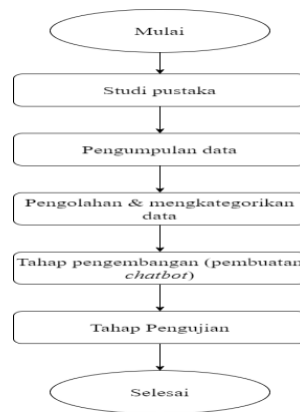 Mulai
Studi pustaka
Pengumpulan data
Pengolahan & mengkategorikan
data
Tahap pengembangan (pembuatan
chatbot)
Tahap Pengujian
Selesai